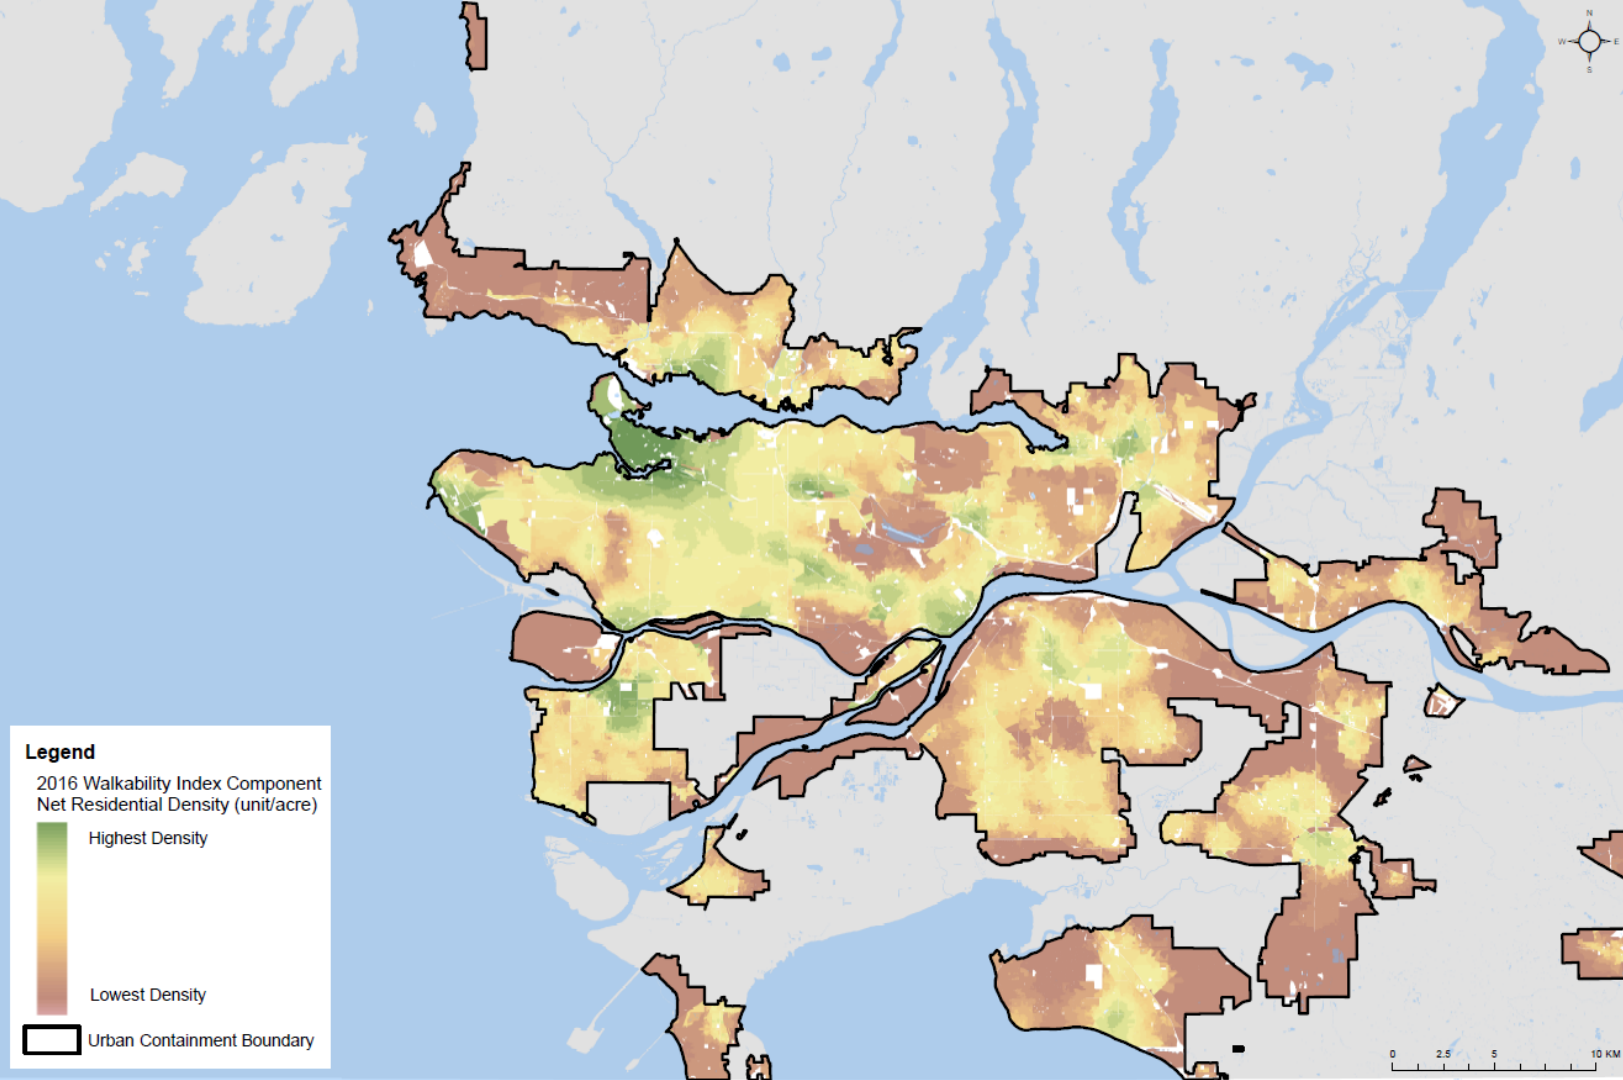 N
W E
S
Legend
2016 Walkability Index Component
Net Residential Density (unit/acre)
Highest Density
Lowest Density
Urban Containment Boundary
0 2.5 5 10 KM